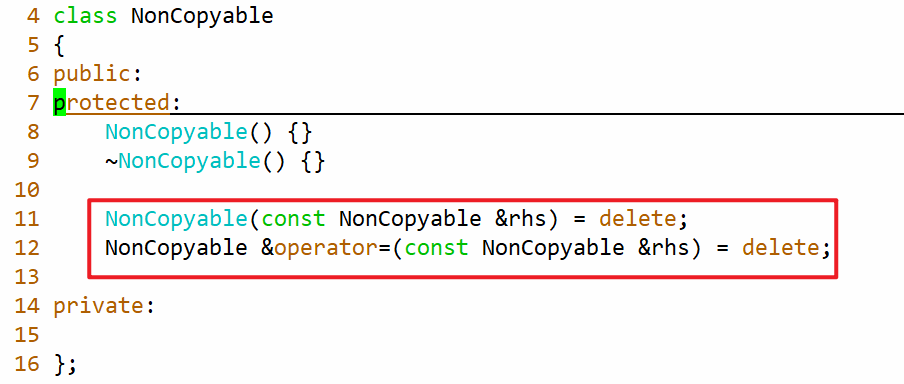 4 class NonCopyable
5 {
6 public:
7 protected:
8     NonCopyable() {}
9     ~NonCopyable() {}
10
11     NonCopyable(const NonCopyable &rhs) = delete;
12     NonCopyable &operator=(const NonCopyable &rhs) = delete;
13
14 private:
15
16 };